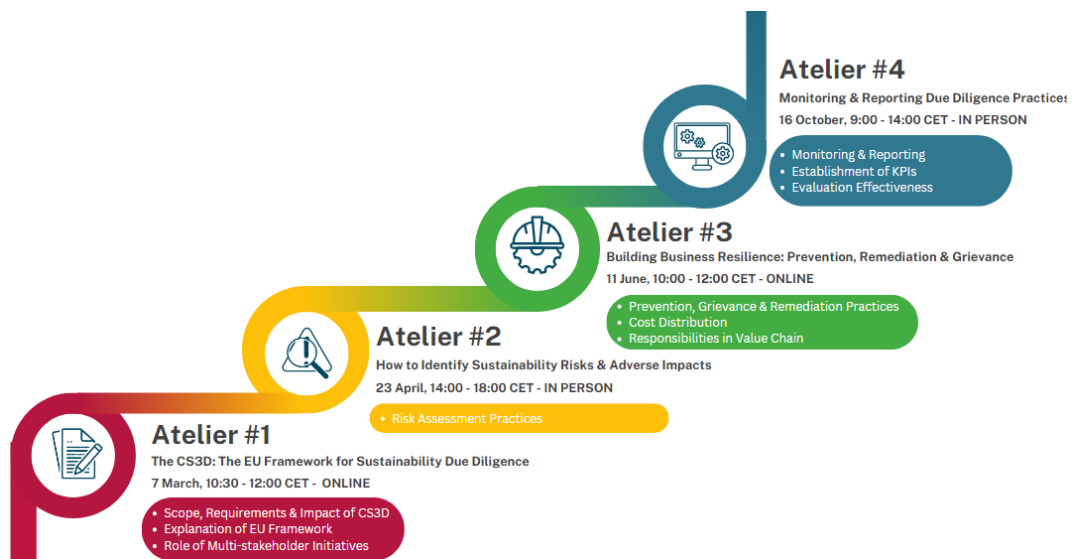 Atelier #4
Monitoring & Reporting Due Diligence Practices
16 October, 9:00 - 14:00 CET - IN PERSON
• Monitoring & Reporting
• Establishment of KPIs
• Evaluation Effectiveness
Atelier #3
Building Business Resilience: Prevention, Remediation & Grievance
11 June, 10:00 - 12:00 CET - ONLINE
• Prevention, Grievance & Remediation Practices
• Cost Distribution
• Responsibilities in Value Chain
Atelier #2
How to Identify Sustainability Risks & Adverse Impacts
23 April, 14:00 - 18:00 CET - IN PERSON
• Risk Assessment Practices
Atelier #1
The CS3D: The EU Framework for Sustainability Due Diligence
7 March, 10:30 - 12:00 CET - ONLINE
• Scope, Requirements & Impact of CS3D
• Explanation of EU Framework
• Role of Multi-stakeholder Initiatives